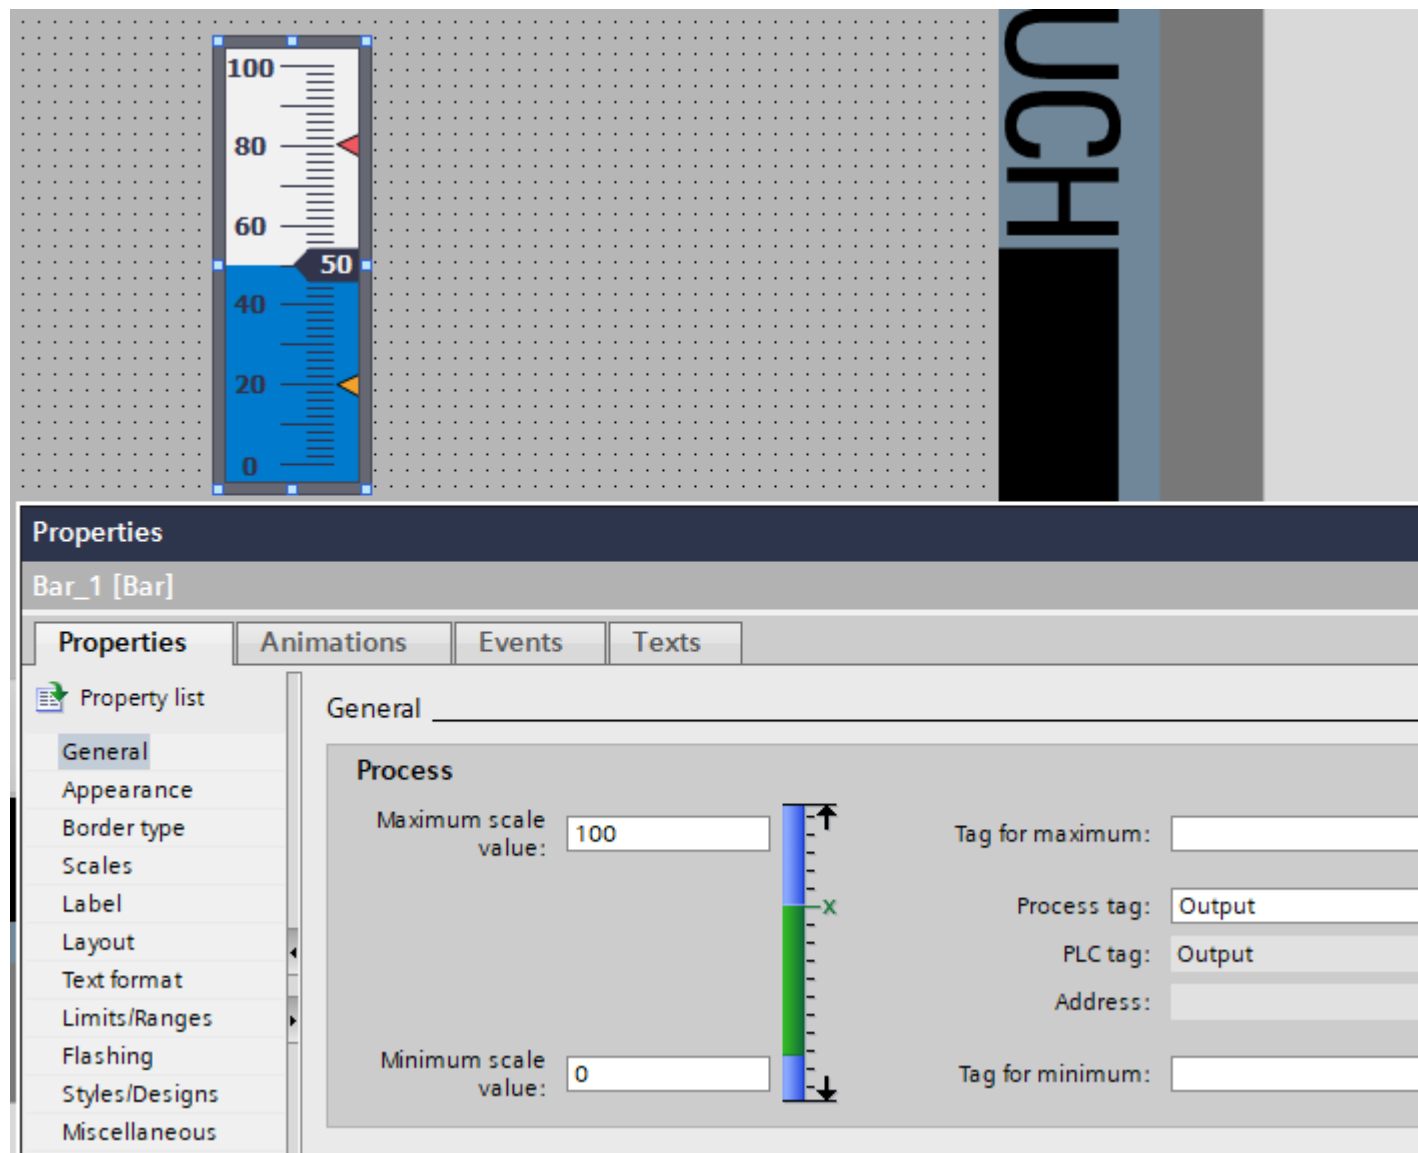 100
80
60
50
40
20
0
UCH
Properties
Bar_1 [Bar]
Properties Animations Events Texts
Property list
General
Appearance
Border type
Scales
Label
Layout
Text format
Limits/Ranges
Flashing
Styles/Designs
Miscellaneous
General
Process
Maximum scale
value: 100
Tag for maximum:
x
Process tag: Output
PLC tag: Output
Address:
Minimum scale
value: 0
Tag for minimum: